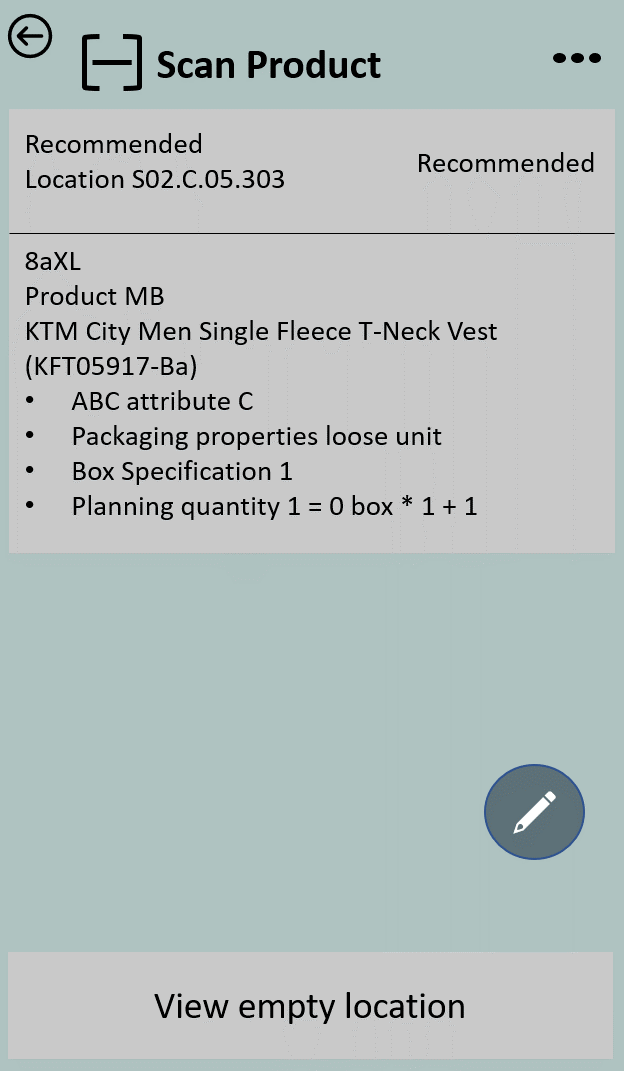 Scan Product
Recommended
Location S02.C.05.303
Recommended
8aXL
Product MB
KTM City Men Single Fleece T-Neck Vest
(KFT05917-Ba)
• ABC attribute C
• Packaging properties loose unit
• Box Specification 1
• Planning quantity 1 = 0 box * 1 + 1
View empty location